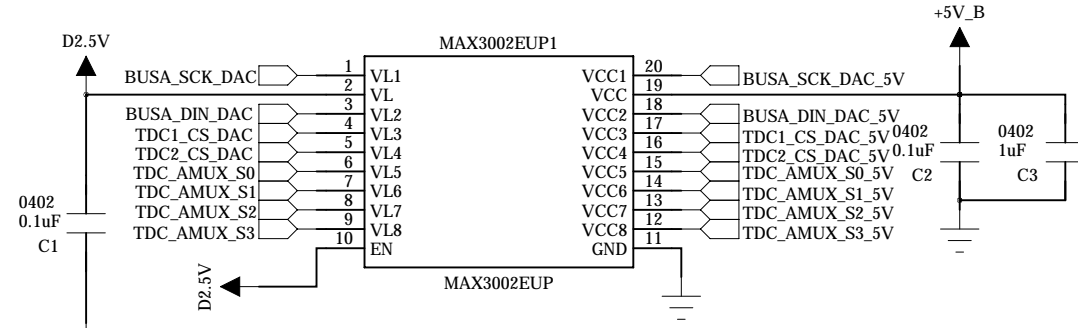 +5V_B
D2.5V
MAX3002EUP1
BUSA_SCK_DAC 1 VL1 VCC1 20 BUSA_SCK_DAC_5V
2 VL VCC 19
BUSA_DIN_DAC 3 VL2 VCC2 18 BUSA_DIN_DAC_5V
TDC1_CS_DAC 4 VL3 VCC3 17 TDC1_CS_DAC_5V
TDC2_CS_DAC 5 VL4 VCC4 16 TDC2_CS_DAC_5V
TDC_AMUX_S0 6 VL5 VCC5 15 TDC_AMUX_S0_5V
TDC_AMUX_S1 7 VL6 VCC6 14 TDC_AMUX_S1_5V
TDC_AMUX_S2 8 VL7 VCC7 13 TDC_AMUX_S2_5V
TDC_AMUX_S3 9 VL8 VCC8 12 TDC_AMUX_S3_5V
10 EN GND 11
0402
0.1uF
C1
0402
0.1uF
C2
0402
1uF
C3
D2.5V
MAX3002EUP